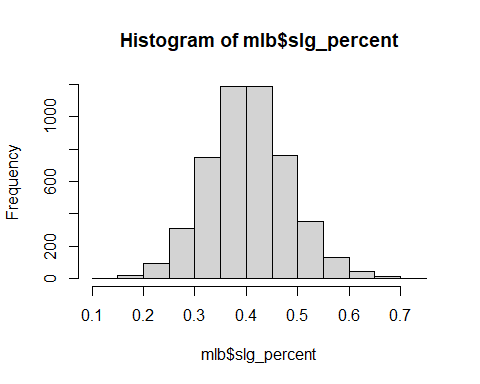 Histogram of mlb$slg_percent
Frequency
0 200 600 1000
0.1 0.2 0.3 0.4 0.5 0.6 0.7
mlb$slg_percent